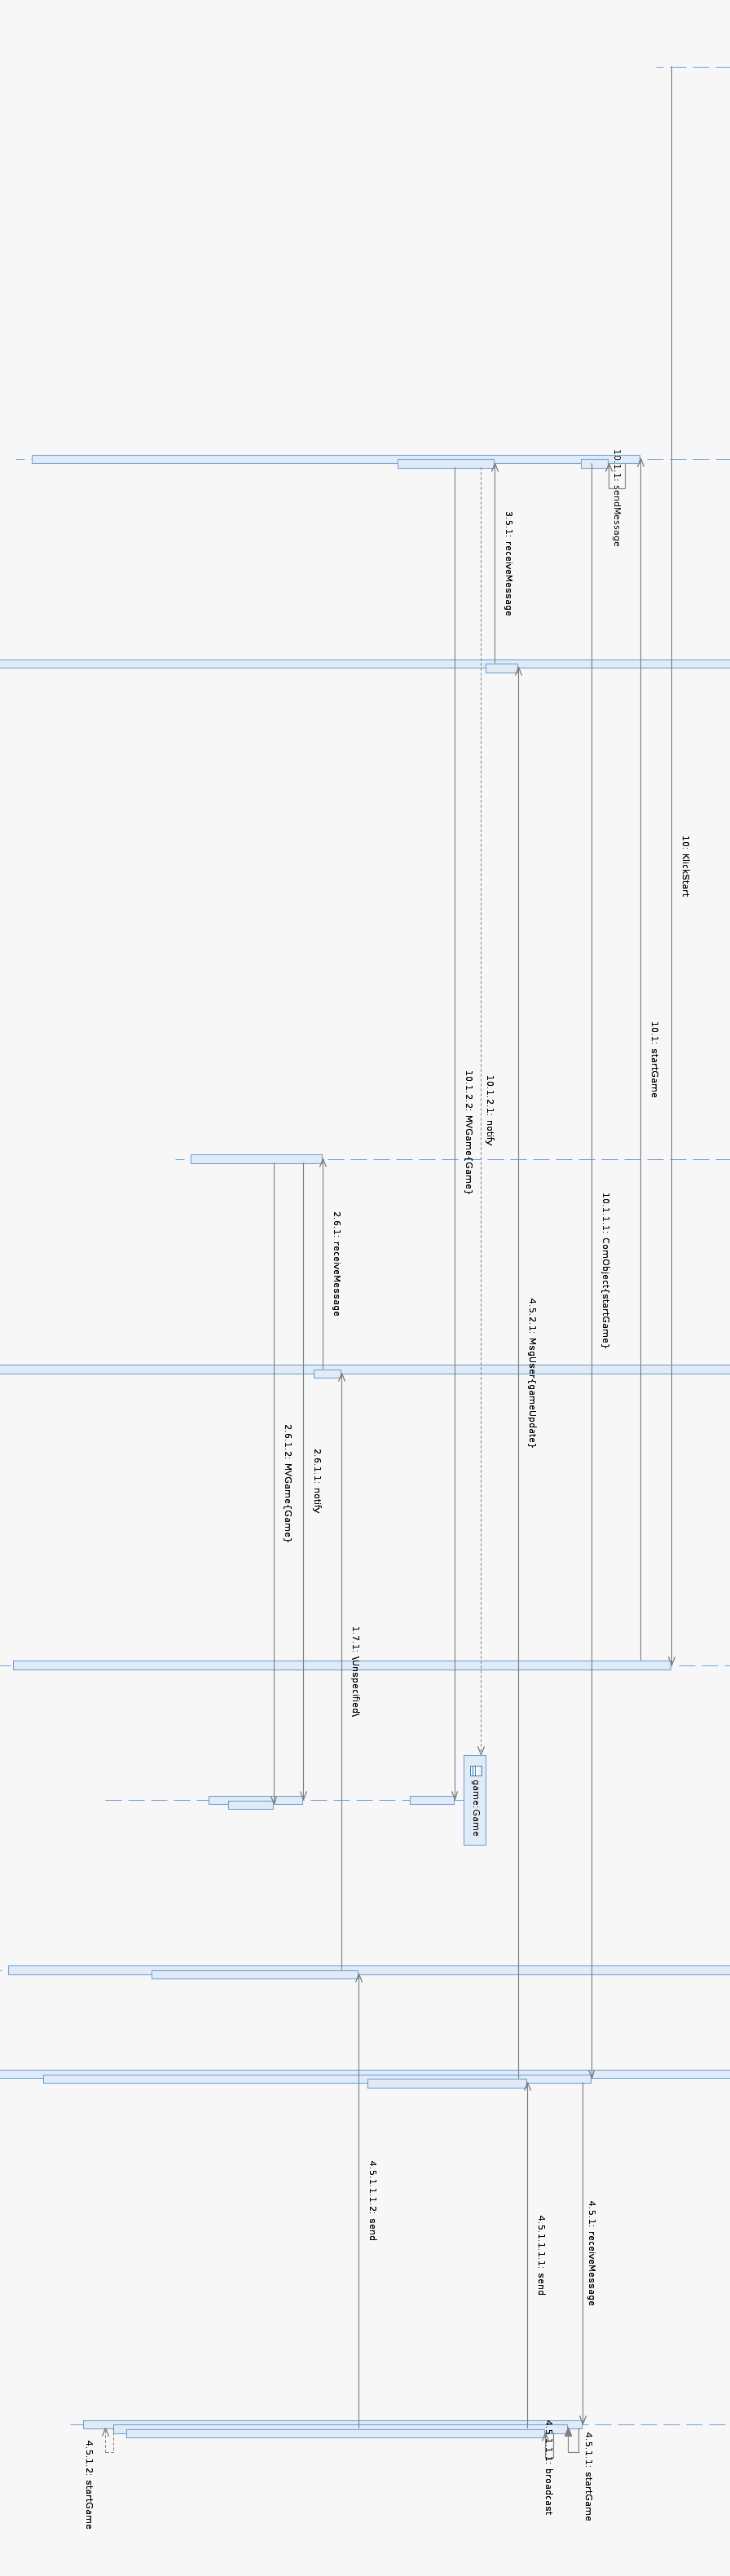 10: KlickStart
10.1: startGame
10.1.1: sendMessage
10.1.1.1: ComObject{startGame}
4.5.1: receiveMessage
4.5.1.1: startGame
4.5.1.1.1: broadcast
4.5.1.1.1.1: send
4.5.2.1: MsgUser{gameUpdate}
3.5.1: receiveMessage
10.1.2.1: notify
game:Game
10.1.2.2: MVGame{Game}
4.5.1.1.1.2: send
1.7.1: \Unspecified\
2.6.1: receiveMessage
2.6.1.1: notify
2.6.1.2: MVGame{Game}
4.5.1.2: startGame